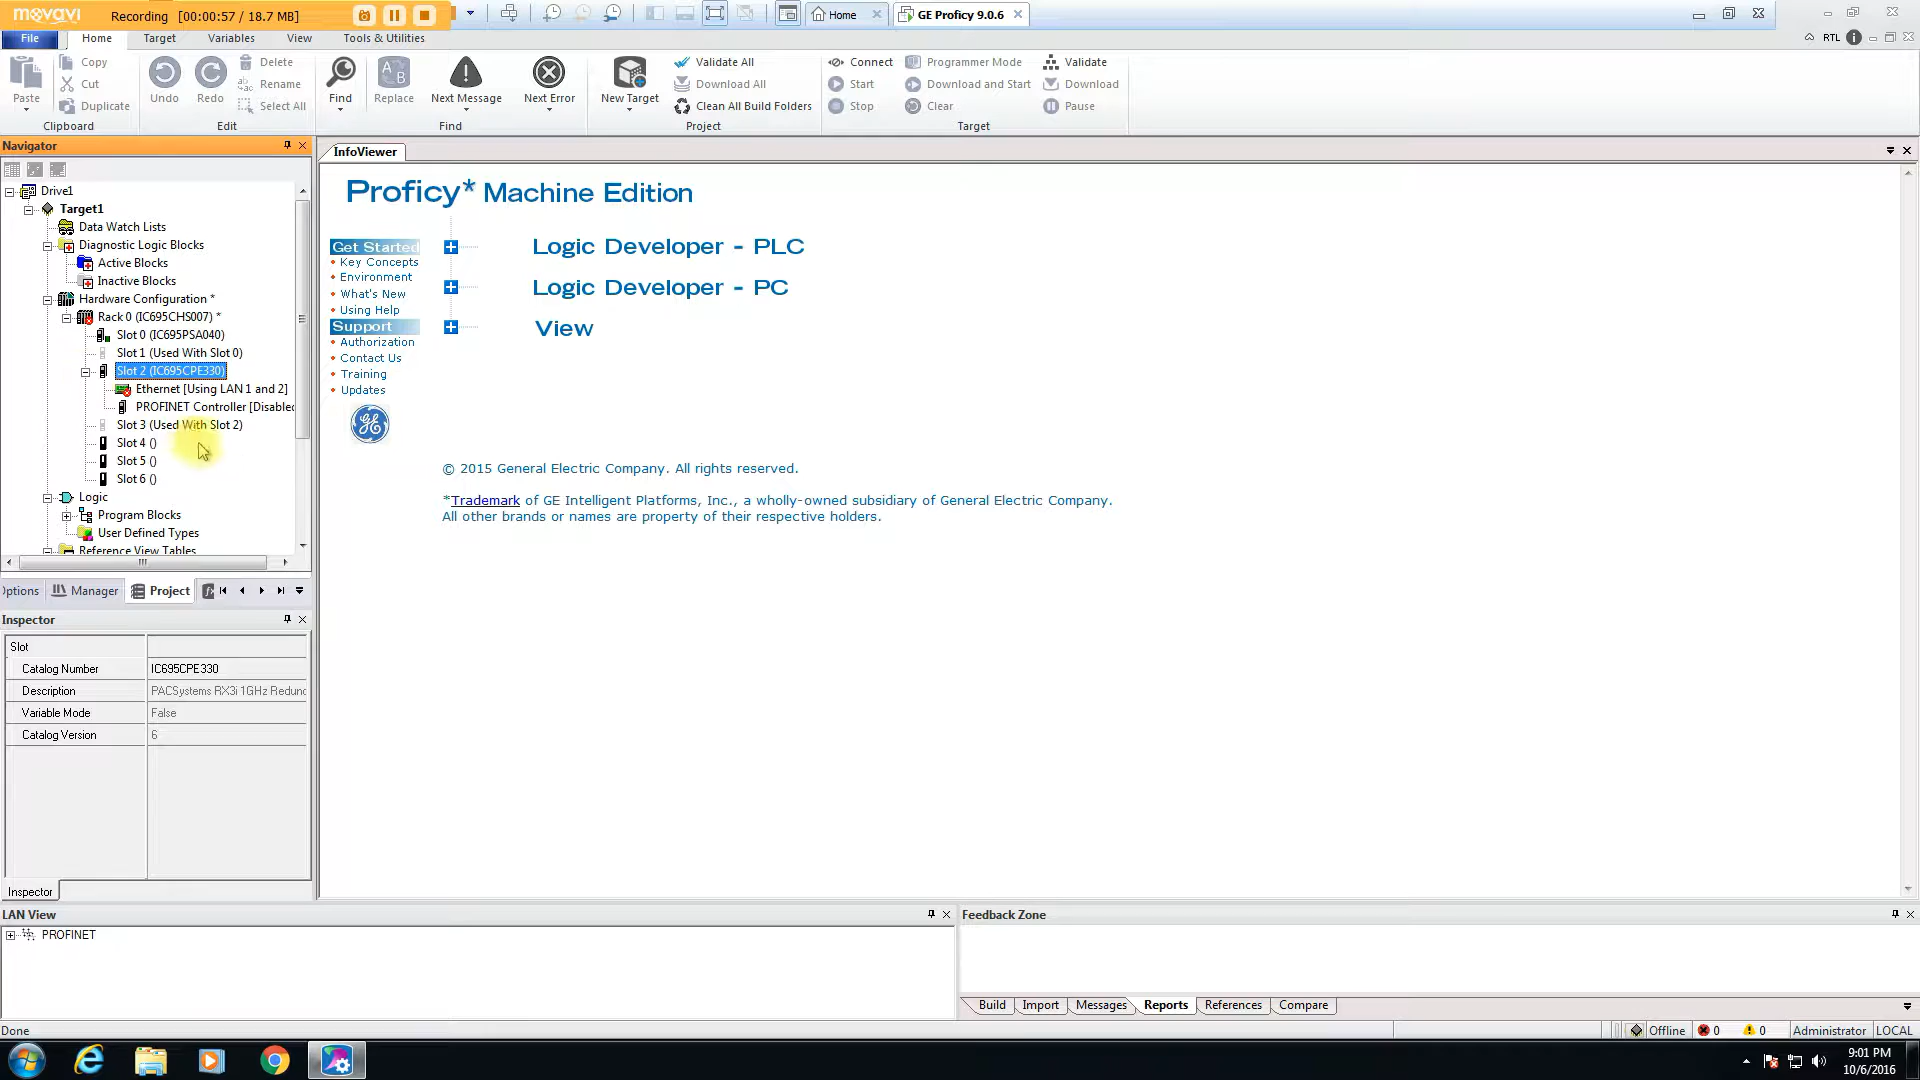 movavi Recording [00:00:57 / 18.7 MB]
Home
GE Proficy 9.0.6
File Home Target Variables View Tools & Utilities RTL
Paste
Copy
Cut
Duplicate
Clipboard
Undo
Redo
Delete
Rename
Select All
Edit
Find
Replace
Next Message
Next Error
Find
New Target
Validate All
Download All
Clean All Build Folders
Project
Connect
Start
Stop
Programmer Mode
Download and Start
Clear
Validate
Download
Pause
Target
Navigator
Drive1
Target1
Data Watch Lists
Diagnostic Logic Blocks
Active Blocks
Inactive Blocks
Hardware Configuration *
Rack 0 (IC695CHS007) *
Slot 0 (IC695PSA040)
Slot 1 (Used With Slot 0)
Slot 2 (IC695CPE330)
Ethernet [Using LAN 1 and 2]
PROFINET Controller [Disabled
Slot 3 (Used With Slot 2)
Slot 4 ()
Slot 5 ()
Slot 6 ()
Logic
Program Blocks
User Defined Types
Reference View Tables
Options Manager Project
Inspector
Slot
Catalog Number IC695CPE330
Description PACSystems RX3i 1GHz Redund
Variable Mode False
Catalog Version 6
Inspector
InfoViewer
Proficy* Machine Edition
Get Started
Key Concepts
Environment
What's New
Using Help
Support
Authorization
Contact Us
Training
Updates
Logic Developer - PLC
Logic Developer - PC
View
© 2015 General Electric Company. All rights reserved.
*Trademark of GE Intelligent Platforms, Inc., a wholly-owned subsidiary of General Electric Company.
All other brands or names are property of their respective holders.
LAN View
PROFINET
Feedback Zone
Build Import Messages Reports References Compare
Done
Offline 0 0 Administrator LOCAL
9:01 PM
10/6/2016